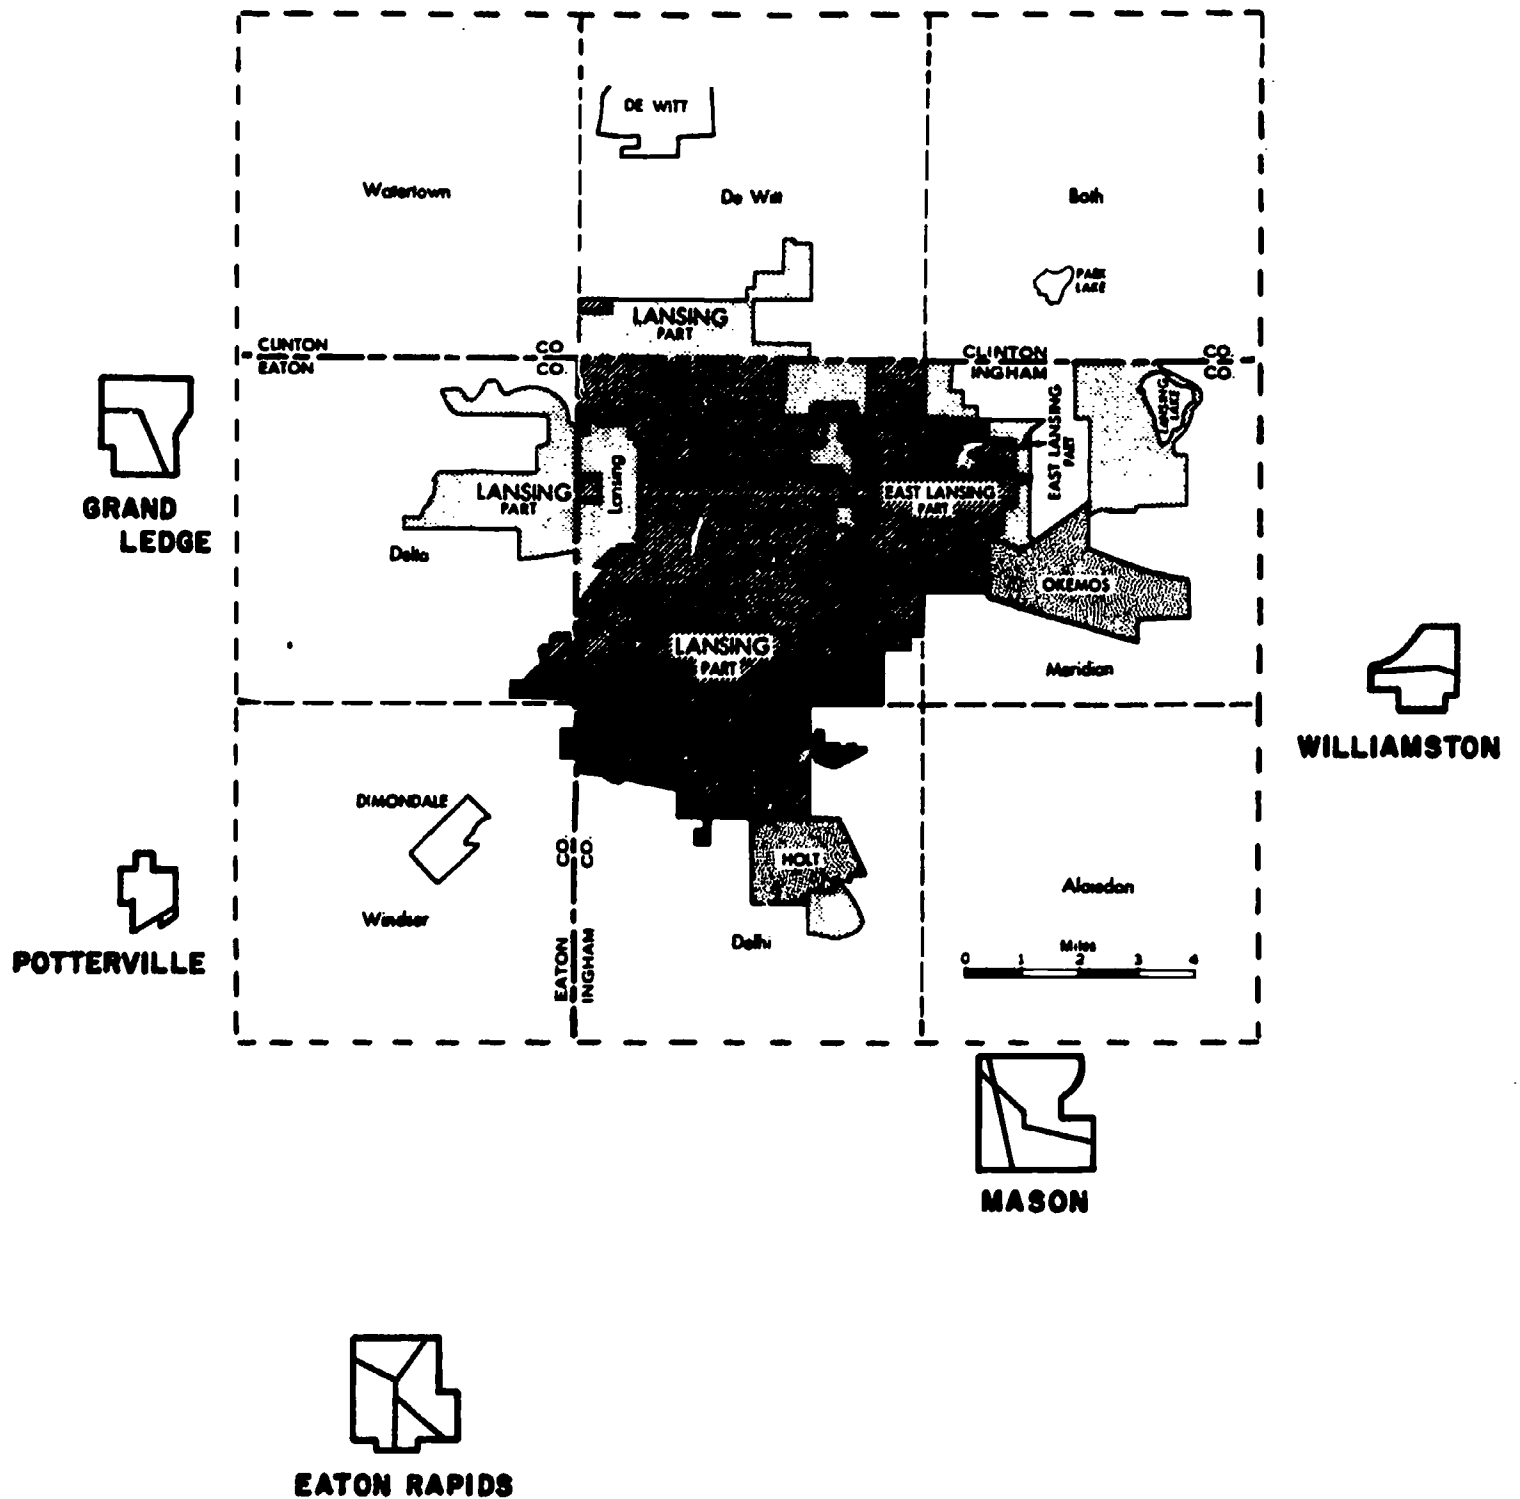 DE WITT
Watertown
De Witt
Bath
PARK
LAKE
LANSING
PART
CLINTON
EATON
CO
CO.
CLINTON
INGHAM
CO.
CO.
LANSING
LAKE
EAST LANSING
PART
GRAND
LEDGE
LANSING
PART
Lansing
EAST LANSING
PART
Delta
OKEMOS
LANSING
PART
Meridian
WILLIAMSTON
DIMONDALE
CO.
CO.
HOLT
Alaiedon
Windsor
Delhi
EATON
INGHAM
Miles
0 1 2 3 4
POTTERVILLE
MASON
EATON RAPIDS